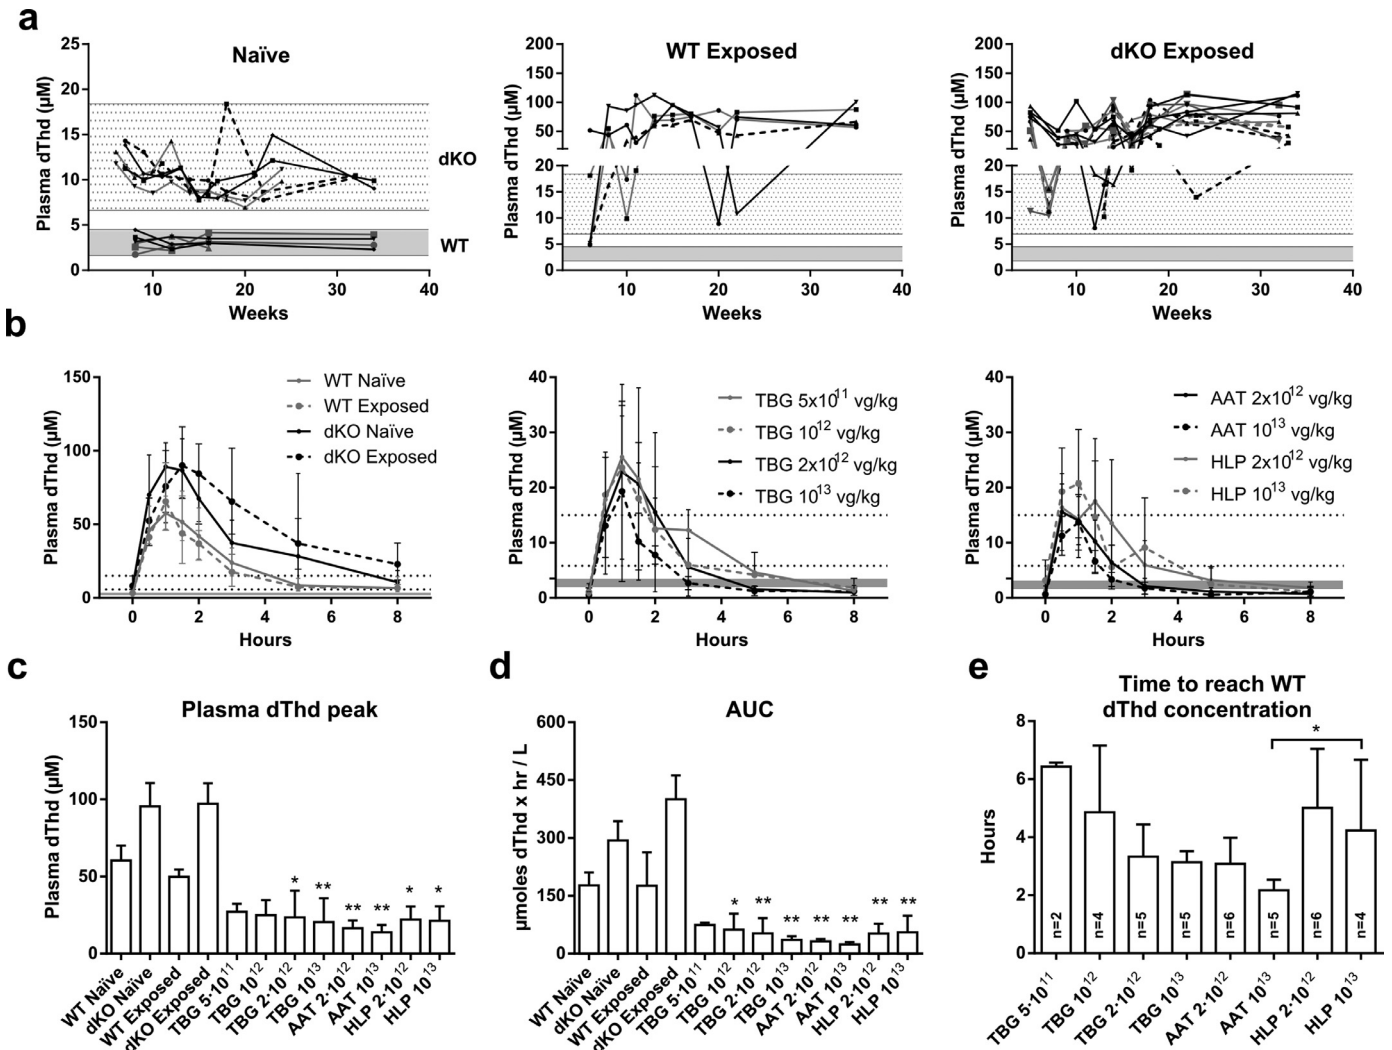 a
Naïve
WT Exposed
dKO Exposed
Plasma dThd (μM)
25
20
15
10
5
0
dKO
WT
10 20 30 40
Weeks
Plasma dThd (μM)
200
150
100
50
20
15
10
5
0
0 10 20 30 40
Weeks
Plasma dThd (μM)
200
150
100
50
20
15
10
5
0
10 20 30 40
Weeks
b
Plasma dThd (μM)
150
100
50
0
WT Naïve
WT Exposed
dKO Naïve
dKO Exposed
0 2 4 6 8
Hours
Plasma dThd (μM)
40
30
20
10
0
TBG 5x10¹¹ vg/kg
TBG 10¹² vg/kg
TBG 2x10¹² vg/kg
TBG 10¹³ vg/kg
0 2 4 6 8
Hours
Plasma dThd (μM)
40
30
20
10
0
AAT 2x10¹² vg/kg
AAT 10¹³ vg/kg
HLP 2x10¹² vg/kg
HLP 10¹³ vg/kg
0 2 4 6 8
Hours
c
Plasma dThd peak
Plasma dThd (μM)
150
100
50
0
* ** ** ** * *
WT Naïve
dKO Naïve
WT Exposed
dKO Exposed
TBG 5·10¹¹
TBG 10¹²
TBG 2·10¹²
TBG 10¹³
AAT 2·10¹²
AAT 10¹³
HLP 2·10¹²
HLP 10¹³
d
AUC
μmoles dThd x hr / L
600
450
300
150
0
* ** ** ** ** ** **
WT Naïve
dKO Naïve
WT Exposed
dKO Exposed
TBG 5·10¹¹
TBG 10¹²
TBG 2·10¹²
TBG 10¹³
AAT 2·10¹²
AAT 10¹³
HLP 2·10¹²
HLP 10¹³
e
Time to reach WT
dThd concentration
Hours
8
6
4
2
0
*
n=2
n=4
n=5
n=5
n=6
n=5
n=6
n=4
TBG 5·10¹¹
TBG 10¹²
TBG 2·10¹²
TBG 10¹³
AAT 2·10¹²
AAT 10¹³
HLP 2·10¹²
HLP 10¹³